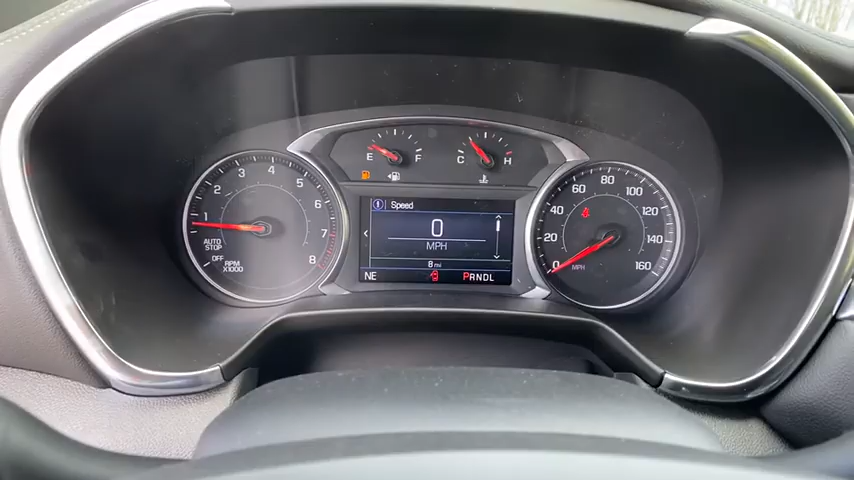 E F
C H
1 2 3 4 5 6 7 8
AUTO
STOP
OFF
RPM
X1000
Speed
0
MPH
8 mi
NE
PRNDL
0 20 40 60 80 100 120 140 160
MPH